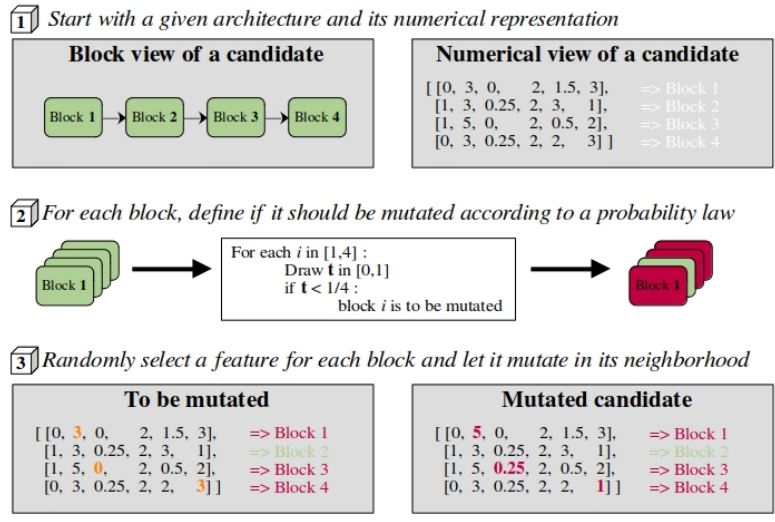 1 Start with a given architecture and its numerical representation
Block view of a candidate
Block 1 Block 2 Block 3 Block 4
Numerical view of a candidate
[ [0, 3, 0, 2, 1.5, 3], => Block 1
[1, 3, 0.25, 2, 3, 1], => Block 2
[1, 5, 0, 2, 0.5, 2], => Block 3
[0, 3, 0.25, 2, 2, 3] ] => Block 4
2 For each block, define if it should be mutated according to a probability law
Block 1
For each i in [1,4] :
Draw t in [0,1]
if t < 1/4 :
block i is to be mutated
Block 1
3 Randomly select a feature for each block and let it mutate in its neighborhood
To be mutated
[ [0, 3, 0, 2, 1.5, 3], => Block 1
[1, 3, 0.25, 2, 3, 1], => Block 2
[1, 5, 0, 2, 0.5, 2], => Block 3
[0, 3, 0.25, 2, 2, 3] ] => Block 4
Mutated candidate
[ [0, 5, 0, 2, 1.5, 3], => Block 1
[1, 3, 0.25, 2, 3, 1], => Block 2
[1, 5, 0.25, 2, 0.5, 2], => Block 3
[0, 3, 0.25, 2, 2, 1] ] => Block 4